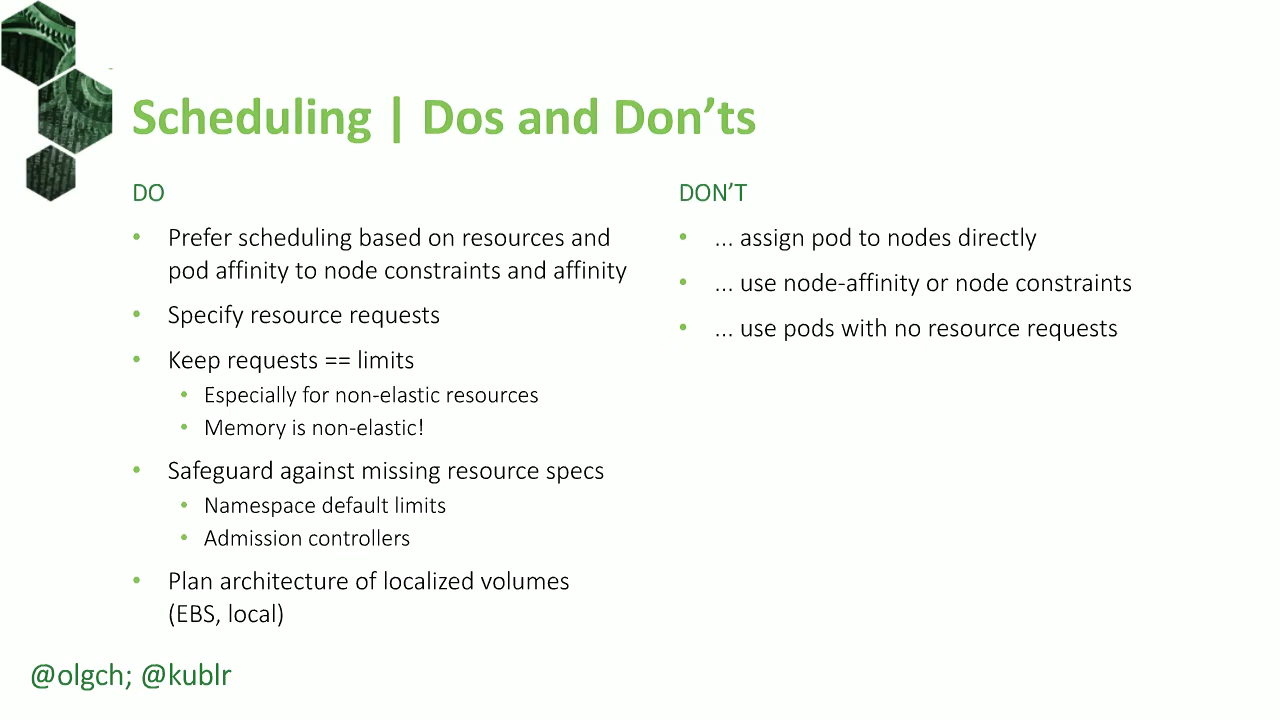 Scheduling | Dos and Don'ts
DO
• Prefer scheduling based on resources and
pod affinity to node constraints and affinity
• Specify resource requests
• Keep requests == limits
• Especially for non-elastic resources
• Memory is non-elastic!
• Safeguard against missing resource specs
• Namespace default limits
• Admission controllers
• Plan architecture of localized volumes
(EBS, local)
DON'T
• ... assign pod to nodes directly
• ... use node-affinity or node constraints
• ... use pods with no resource requests
@olgch; @kublr